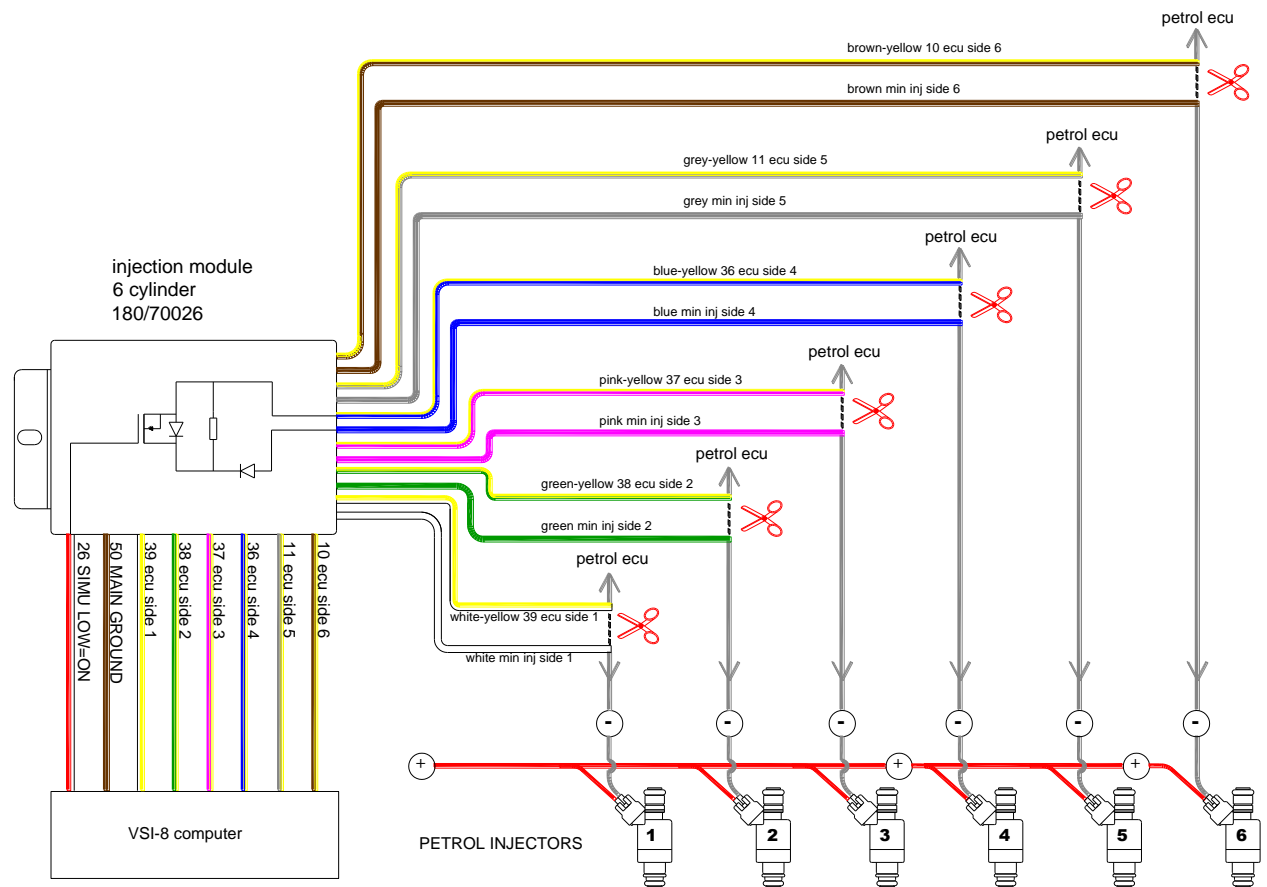 petrol ecu
brown-yellow 10 ecu side 6
brown min inj side 6
petrol ecu
grey-yellow 11 ecu side 5
grey min inj side 5
petrol ecu
blue-yellow 36 ecu side 4
blue min inj side 4
injection module
6 cylinder
180/70026
petrol ecu
pink-yellow 37 ecu side 3
pink min inj side 3
petrol ecu
green-yellow 38 ecu side 2
green min inj side 2
petrol ecu
white-yellow 39 ecu side 1
white min inj side 1
26 SIMU LOW=ON
50 MAIN GROUND
39 ecu side 1
38 ecu side 2
37 ecu side 3
36 ecu side 4
11 ecu side 5
10 ecu side 6
- - - - - -
+ + +
VSI-8 computer
PETROL INJECTORS
1 2 3 4 5 6